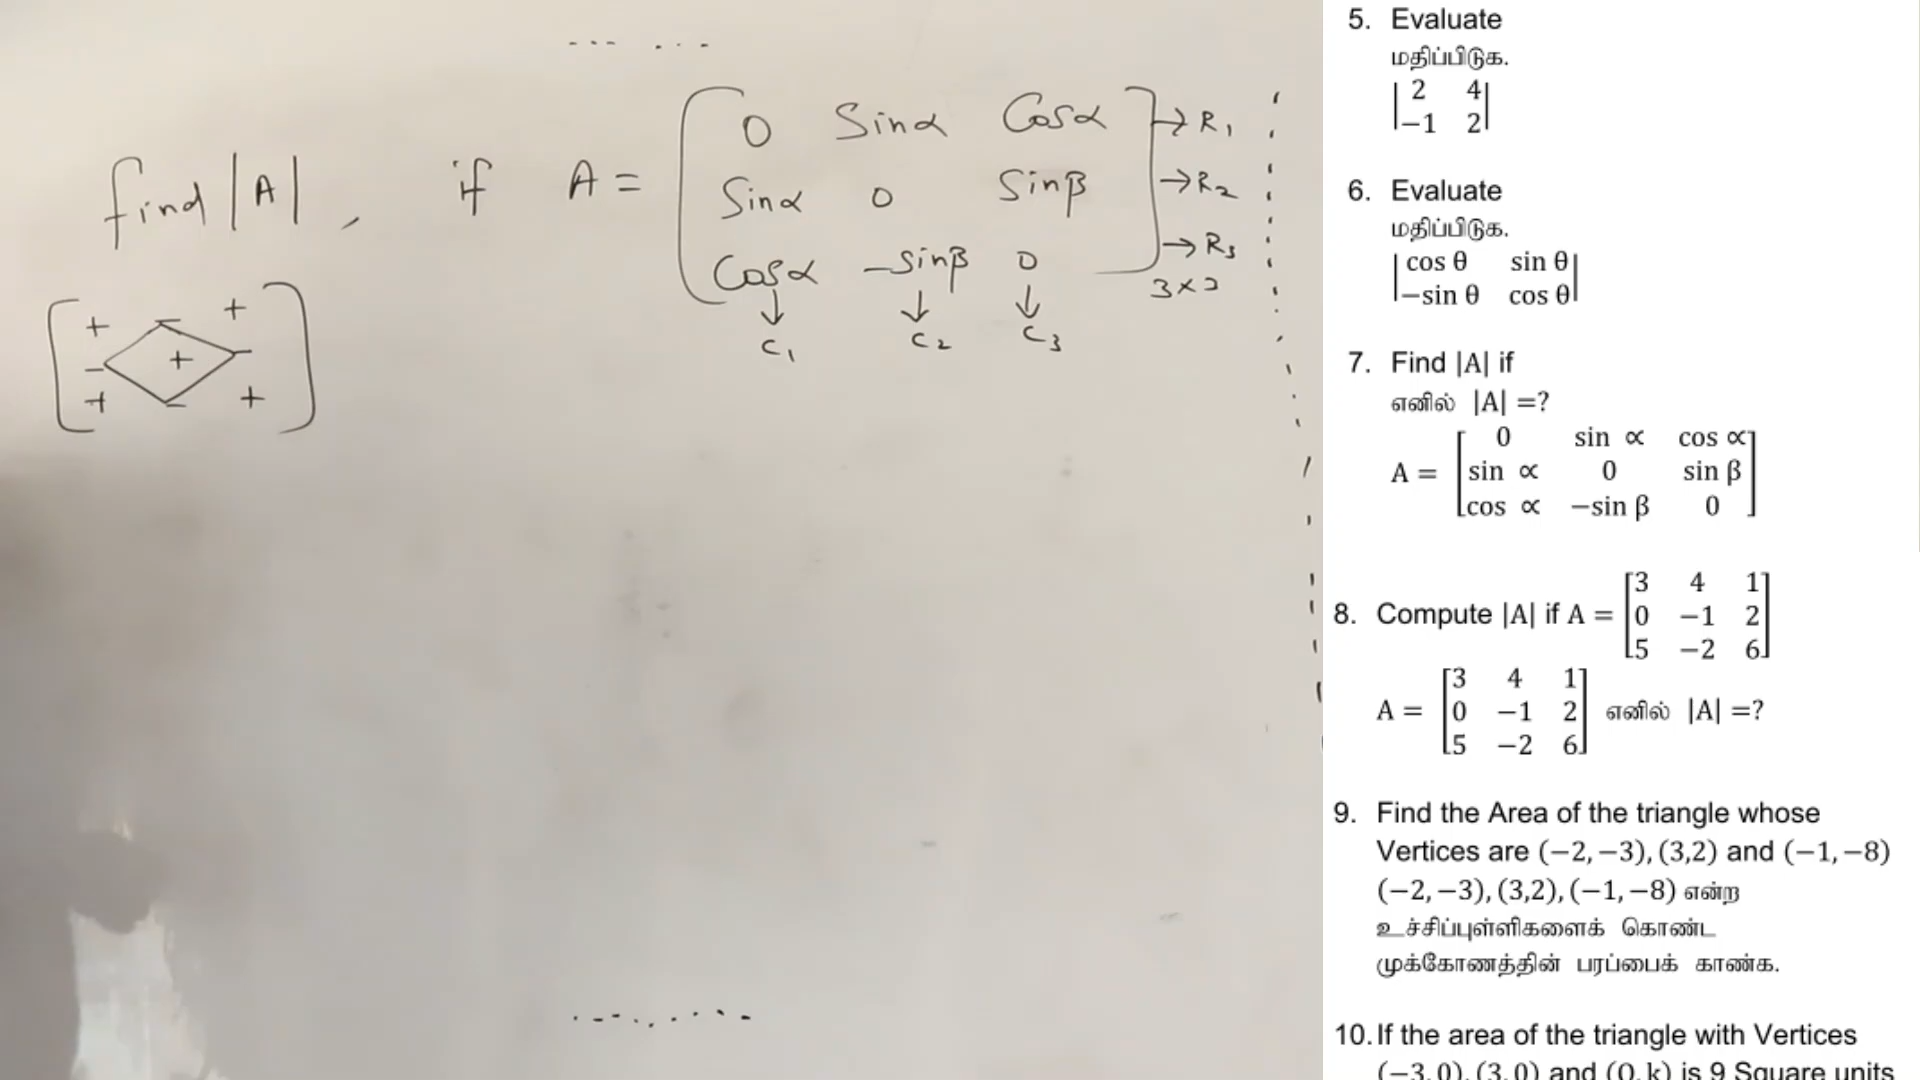 find |A|, if A = [0 Sinα Cosα] → R1
Sinα 0 Sinβ → R2
Cosα -Sinβ 0 → R3
3×3
↓ ↓ ↓
C1 C2 C3
+ − +
− + −
+ − +
5. Evaluate
மதிப்பிடுக.
|2 4|
|−1 2|
6. Evaluate
மதிப்பிடுக.
|cos θ sin θ|
|−sin θ cos θ|
7. Find |A| if
எனில் |A| =?
[0 sin ∝ cos ∝]
A = [sin ∝ 0 sin β]
[cos ∝ −sin β 0]
[3 4 1]
8. Compute |A| if A = [0 −1 2]
[5 −2 6]
[3 4 1]
A = [0 −1 2] எனில் |A| =?
[5 −2 6]
9. Find the Area of the triangle whose
Vertices are (−2, −3), (3,2) and (−1, −8)
(−2, −3), (3,2), (−1, −8) என்ற
உச்சிப்புள்ளிகளைக் கொண்ட
முக்கோணத்தின் பரப்பைக் காண்க.
10. If the area of the triangle with Vertices
(−3,0), (3,0) and (0, k) is 9 Square units